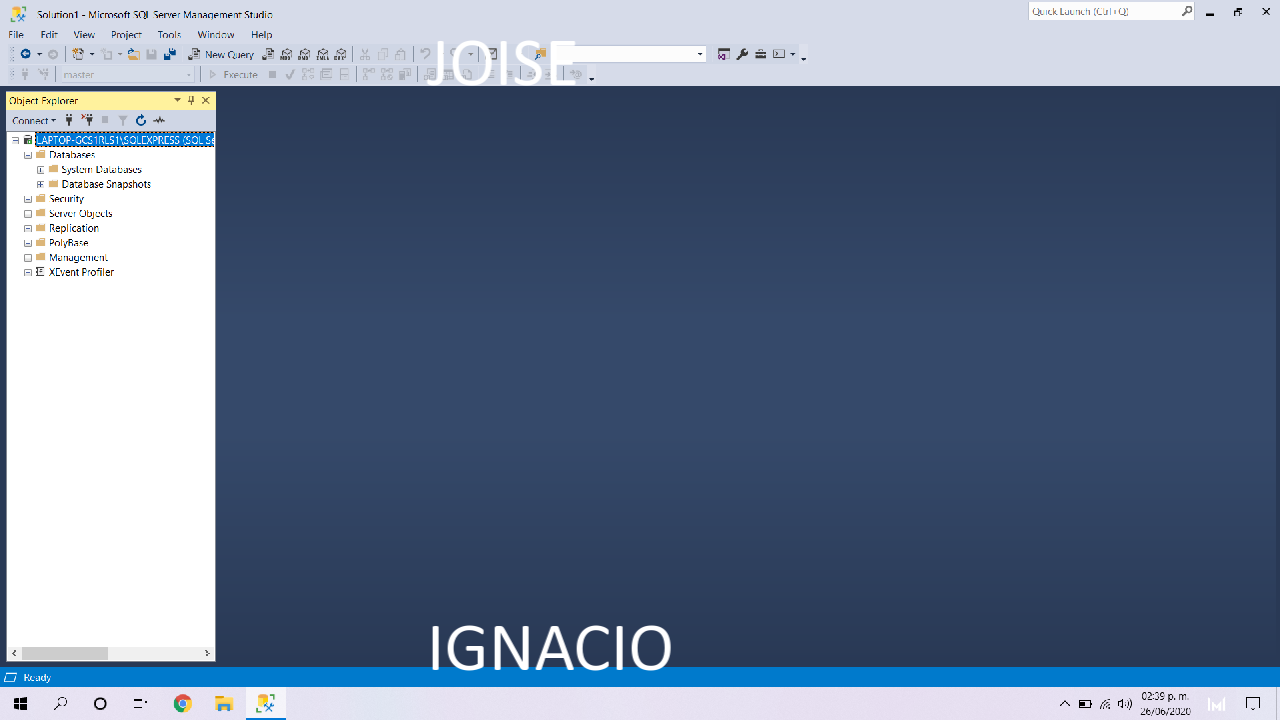 Solution1 - Microsoft SQL Server Management Studio
Quick Launch (Ctrl+Q)
File Edit View Project Tools Window Help
New Query
master Execute
JOISE
Object Explorer
Connect
LAPTOP-GCS1RL51\SQLEXPRESS (SQL Se
Databases
System Databases
Database Snapshots
Security
Server Objects
Replication
PolyBase
Management
XEvent Profiler
IGNACIO
Ready
02:39 p. m.
26/06/2020